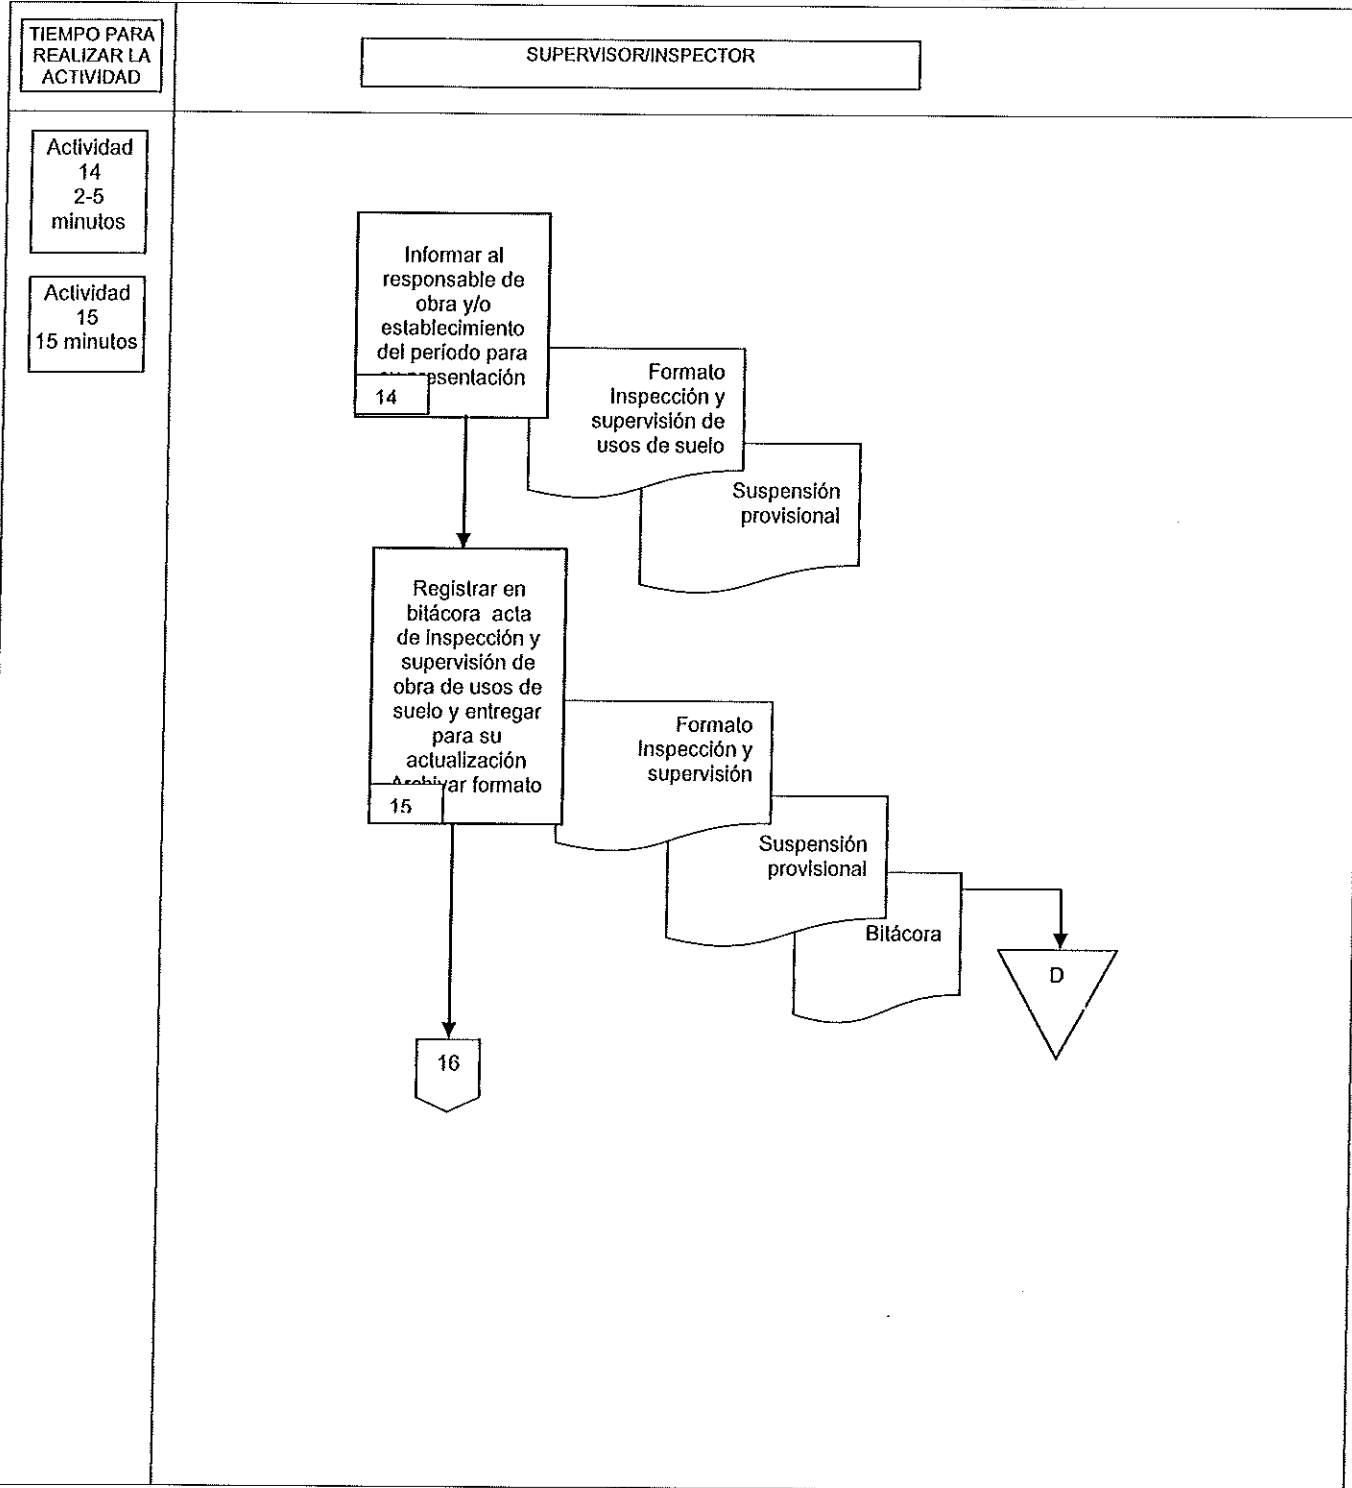 TIEMPO PARA
REALIZAR LA
ACTIVIDAD
SUPERVISOR/INSPECTOR
Actividad
14
2-5
minutos
Actividad
15
15 minutos
Informar al
responsable de
obra y/o
establecimiento
del período para
presentación
14
Formato
Inspección y
supervisión de
usos de suelo
Suspensión
provisional
Registrar en
bitácora acta
de inspección y
supervisión de
obra de usos de
suelo y entregar
para su
actualización
Archivar formato
15
Formato
Inspección y
supervisión
Suspensión
provisional
Bitácora
D
16